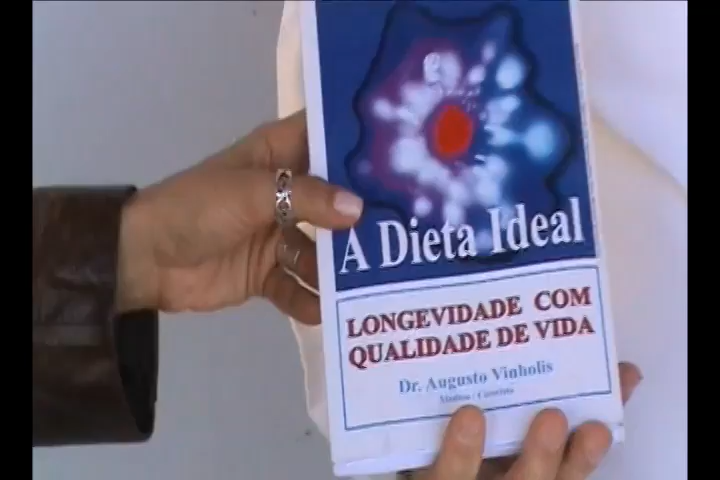 A Dieta Ideal
LONGEVIDADE COM
QUALIDADE DE VIDA
Dr. Augusto Vinholis